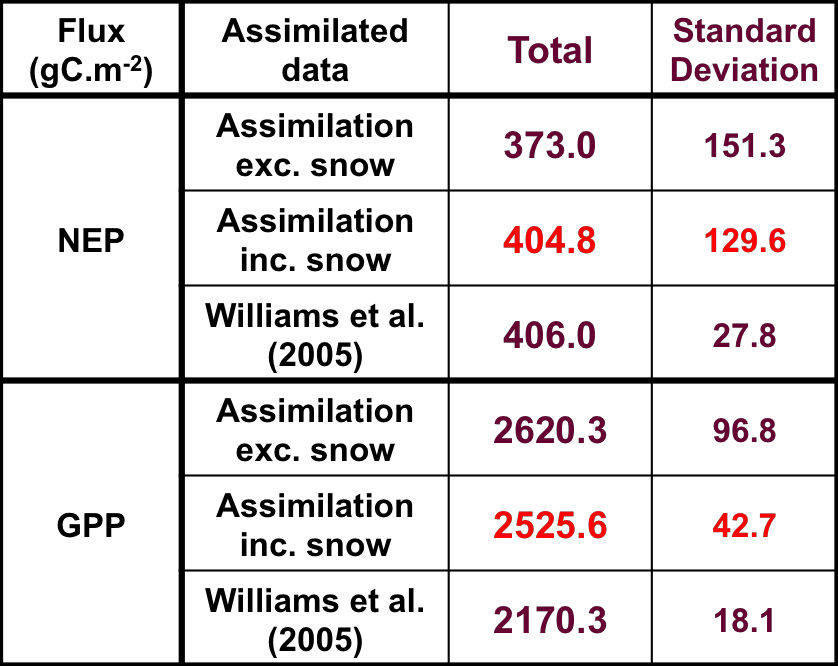 Flux
(gC.m-2)
Assimilated
data
Total
Standard
Deviation
NEP
Assimilation
exc. snow
373.0
151.3
Assimilation
inc. snow
404.8
129.6
Williams et al.
(2005)
406.0
27.8
GPP
Assimilation
exc. snow
2620.3
96.8
Assimilation
inc. snow
2525.6
42.7
Williams et al.
(2005)
2170.3
18.1